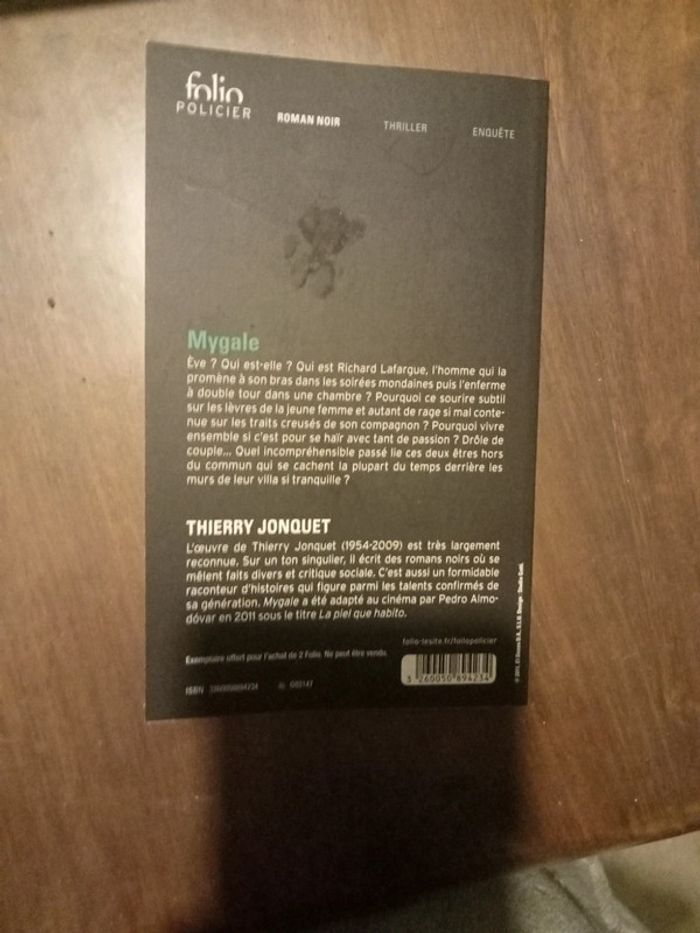 folio
POLICIER
ROMAN NOIR
THRILLER
ENQUÊTE
Mygale
Ève ? Qui est-elle ? Qui est Richard Lafargue, l'homme qui la
promène à son bras dans les soirées mondaines puis l'enferme
à double tour dans une chambre ? Pourquoi ce sourire subtil
sur les lèvres de la jeune femme et autant de rage si mal conte-
nue sur les traits creusés de son compagnon ? Pourquoi vivre
ensemble si c'est pour se haïr avec tant de passion ? Drôle de
couple... Quel incompréhensible passé lie ces deux êtres hors
du commun qui se cachent la plupart du temps derrière les
murs de leur villa si tranquille ?
THIERRY JONQUET
L'œuvre de Thierry Jonquet (1954-2009) est très largement
reconnue. Sur un ton singulier, il écrit des romans noirs où se
mêlent faits divers et critique sociale. C'est aussi un formidable
raconteur d'histoires qui figure parmi les talents confirmés de
sa génération. Mygale a été adapté au cinéma par Pedro Almo-
dóvar en 2011 sous le titre La piel que habito.
folio-lesite.fr/foliopolicier
Exemplaire offert pour l'achat de 2 Folio. Ne peut être vendu.
ISBN 3260050894234
G03147
3 260050 894234
© 2011, El Deseo D.A., S.L.U. Design :